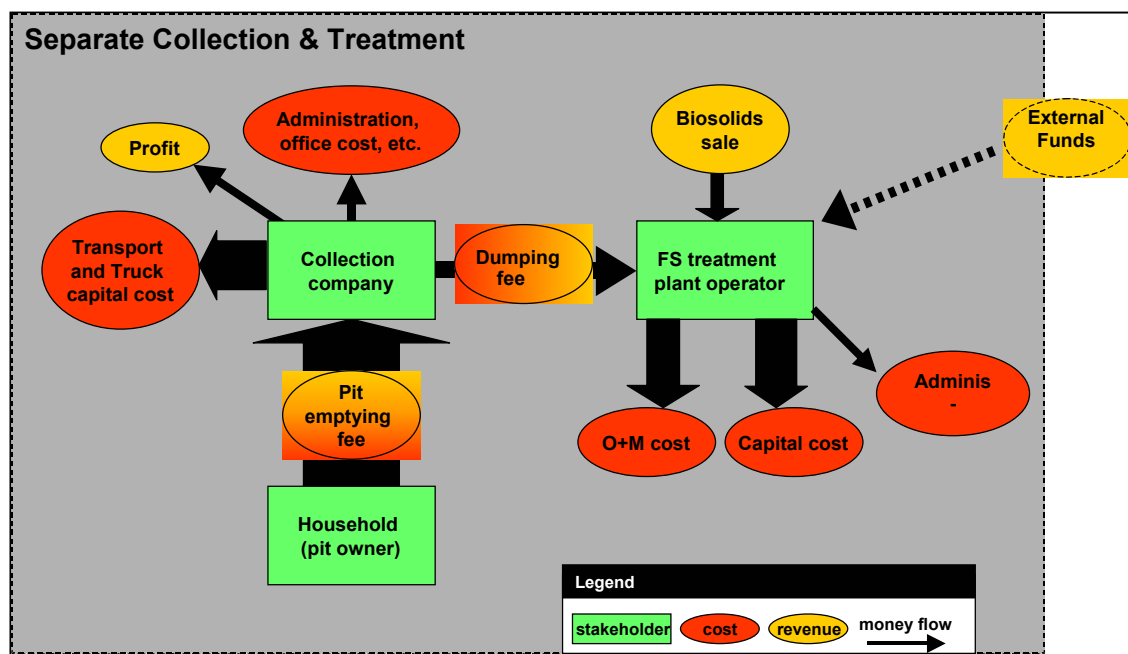 Separate Collection & Treatment
Administration,
office cost, etc.
Profit
Biosolids
sale
External
Funds
Transport
and Truck
capital cost
Collection
company
Dumping
fee
FS treatment
plant operator
Pit
emptying
fee
O+M cost
Capital cost
Adminis
-
Household
(pit owner)
Legend
stakeholder
cost
revenue
money flow